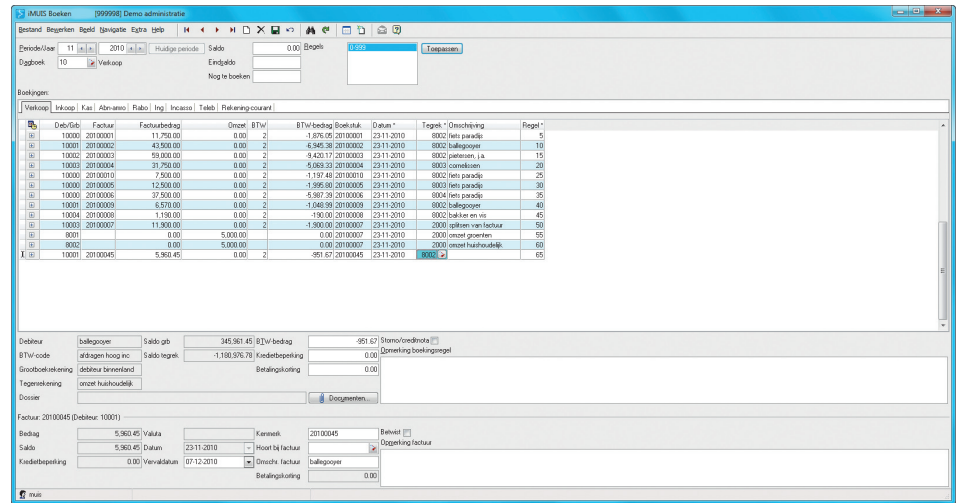 iMUIS Boeken [999998] Demo administratie
Bestand Bewerken Beeld Navigatie Extra Help
Periode/Jaar 11 2010 Huidige periode Saldo 0.00 Regels 0-999 Toepassen
Dagboek 10 Verkoop Eindsaldo
Nog te boeken
Boekingen:
Verkoop Inkoop Kas Abn-amro Rabo Ing Incasso Teleb Rekening-courant
Deb/Grb Factuur Factuurbedrag Omzet BTW BTW-bedrag Boekstuk Datum * Tegrek * Omschrijving Regel *
10000 20100001 11,750.00 0.00 2 -1,876.05 20100001 23-11-2010 8002 fiets paradijs 5
10001 20100002 43,500.00 0.00 2 -6,945.38 20100002 23-11-2010 8002 ballegooyer 10
10002 20100003 59,000.00 0.00 2 -9,420.17 20100003 23-11-2010 8002 pietersen, j.a. 15
10003 20100004 31,750.00 0.00 2 -5,069.33 20100004 23-11-2010 8003 cornelissen 20
10000 20100010 7,500.00 0.00 2 -1,197.48 20100010 23-11-2010 8002 fiets paradijs 25
10000 20100005 12,500.00 0.00 2 -1,995.80 20100005 23-11-2010 8003 fiets paradijs 30
10000 20100006 37,500.00 0.00 2 -5,987.39 20100006 23-11-2010 8004 fiets paradijs 35
10001 20100009 6,570.00 0.00 2 -1,048.99 20100009 23-11-2010 8002 ballegooyer 40
10004 20100008 1,190.00 0.00 2 -190.00 20100008 23-11-2010 8002 bakker en vis 45
10003 20100007 11,900.00 0.00 2 -1,900.00 20100007 23-11-2010 2000 splitsen van factuur 50
8001 0.00 5,000.00 0.00 20100007 23-11-2010 2000 omzet groenten 55
8002 0.00 5,000.00 0.00 20100007 23-11-2010 2000 omzet huishoudelijk 60
10001 20100045 5,960.45 0.00 2 -951.67 20100045 23-11-2010 8002 65
Debiteur ballegooyer Saldo grb 345,961.45 BTW-bedrag -951.67 Storno/creditnota
BTW-code afdragen hoog inc Saldo tegrek -1,180,976.78 Kredietbeperking 0.00 Opmerking boekingsregel
Grootboekrekening debiteur binnenland Betalingskorting 0.00
Tegenrekening omzet huishoudelijk
Dossier Documenten...
Factuur: 20100045 (Debiteur: 10001)
Bedrag 5,960.45 Valuta Kenmerk 20100045 Betwist
Saldo 5,960.45 Datum 23-11-2010 Hoort bij factuur Opmerking factuur
Kredietbeperking 0.00 Vervaldatum 07-12-2010 Omschr. factuur ballegooyer
Betalingskorting 0.00
muis